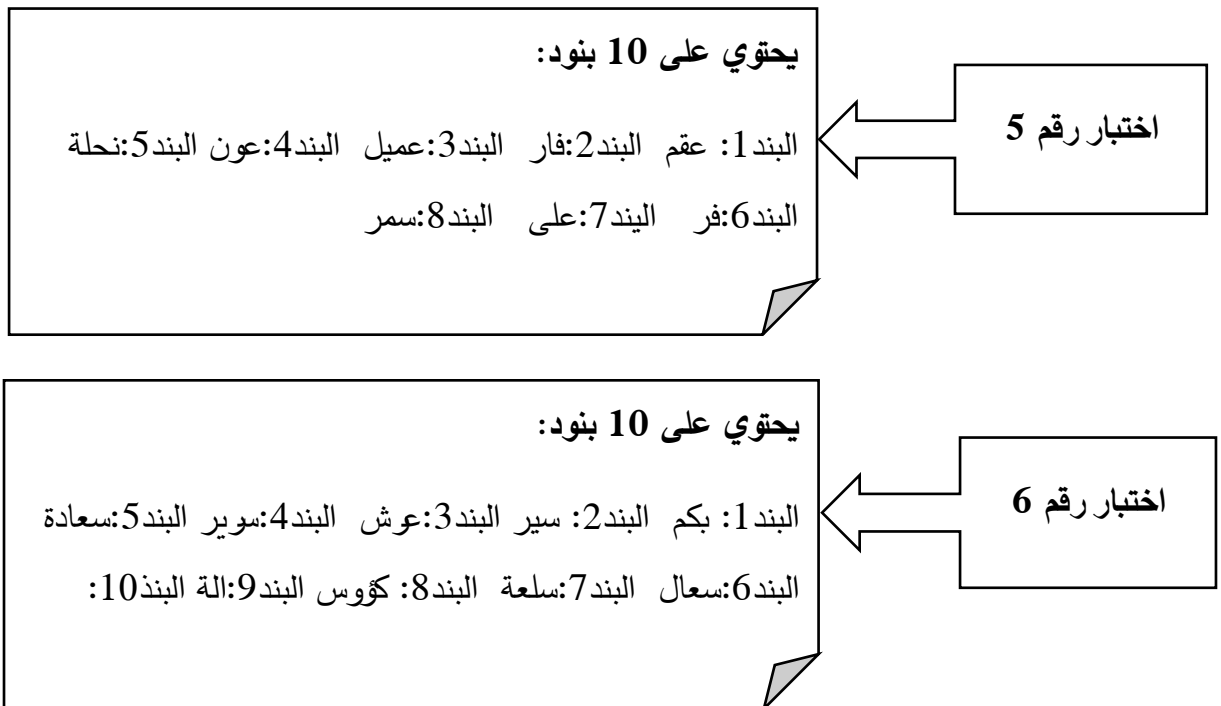 يحتوي على 10 بنود:
اختبار رقم 5
البند1: عقم البند2:فار البند3:عميل البند4:عون البند5:نحلة
البند6:فر اليند7:على البند8:سمر
يحتوي على 10 بنود:
اختبار رقم 6
البند1: بكم البند2: سير البند3:عوش البند4:سوير البند5:سعادة
البند6:سعال البند7:سلعة البند8: كؤوس البند9:الة البنذ10: